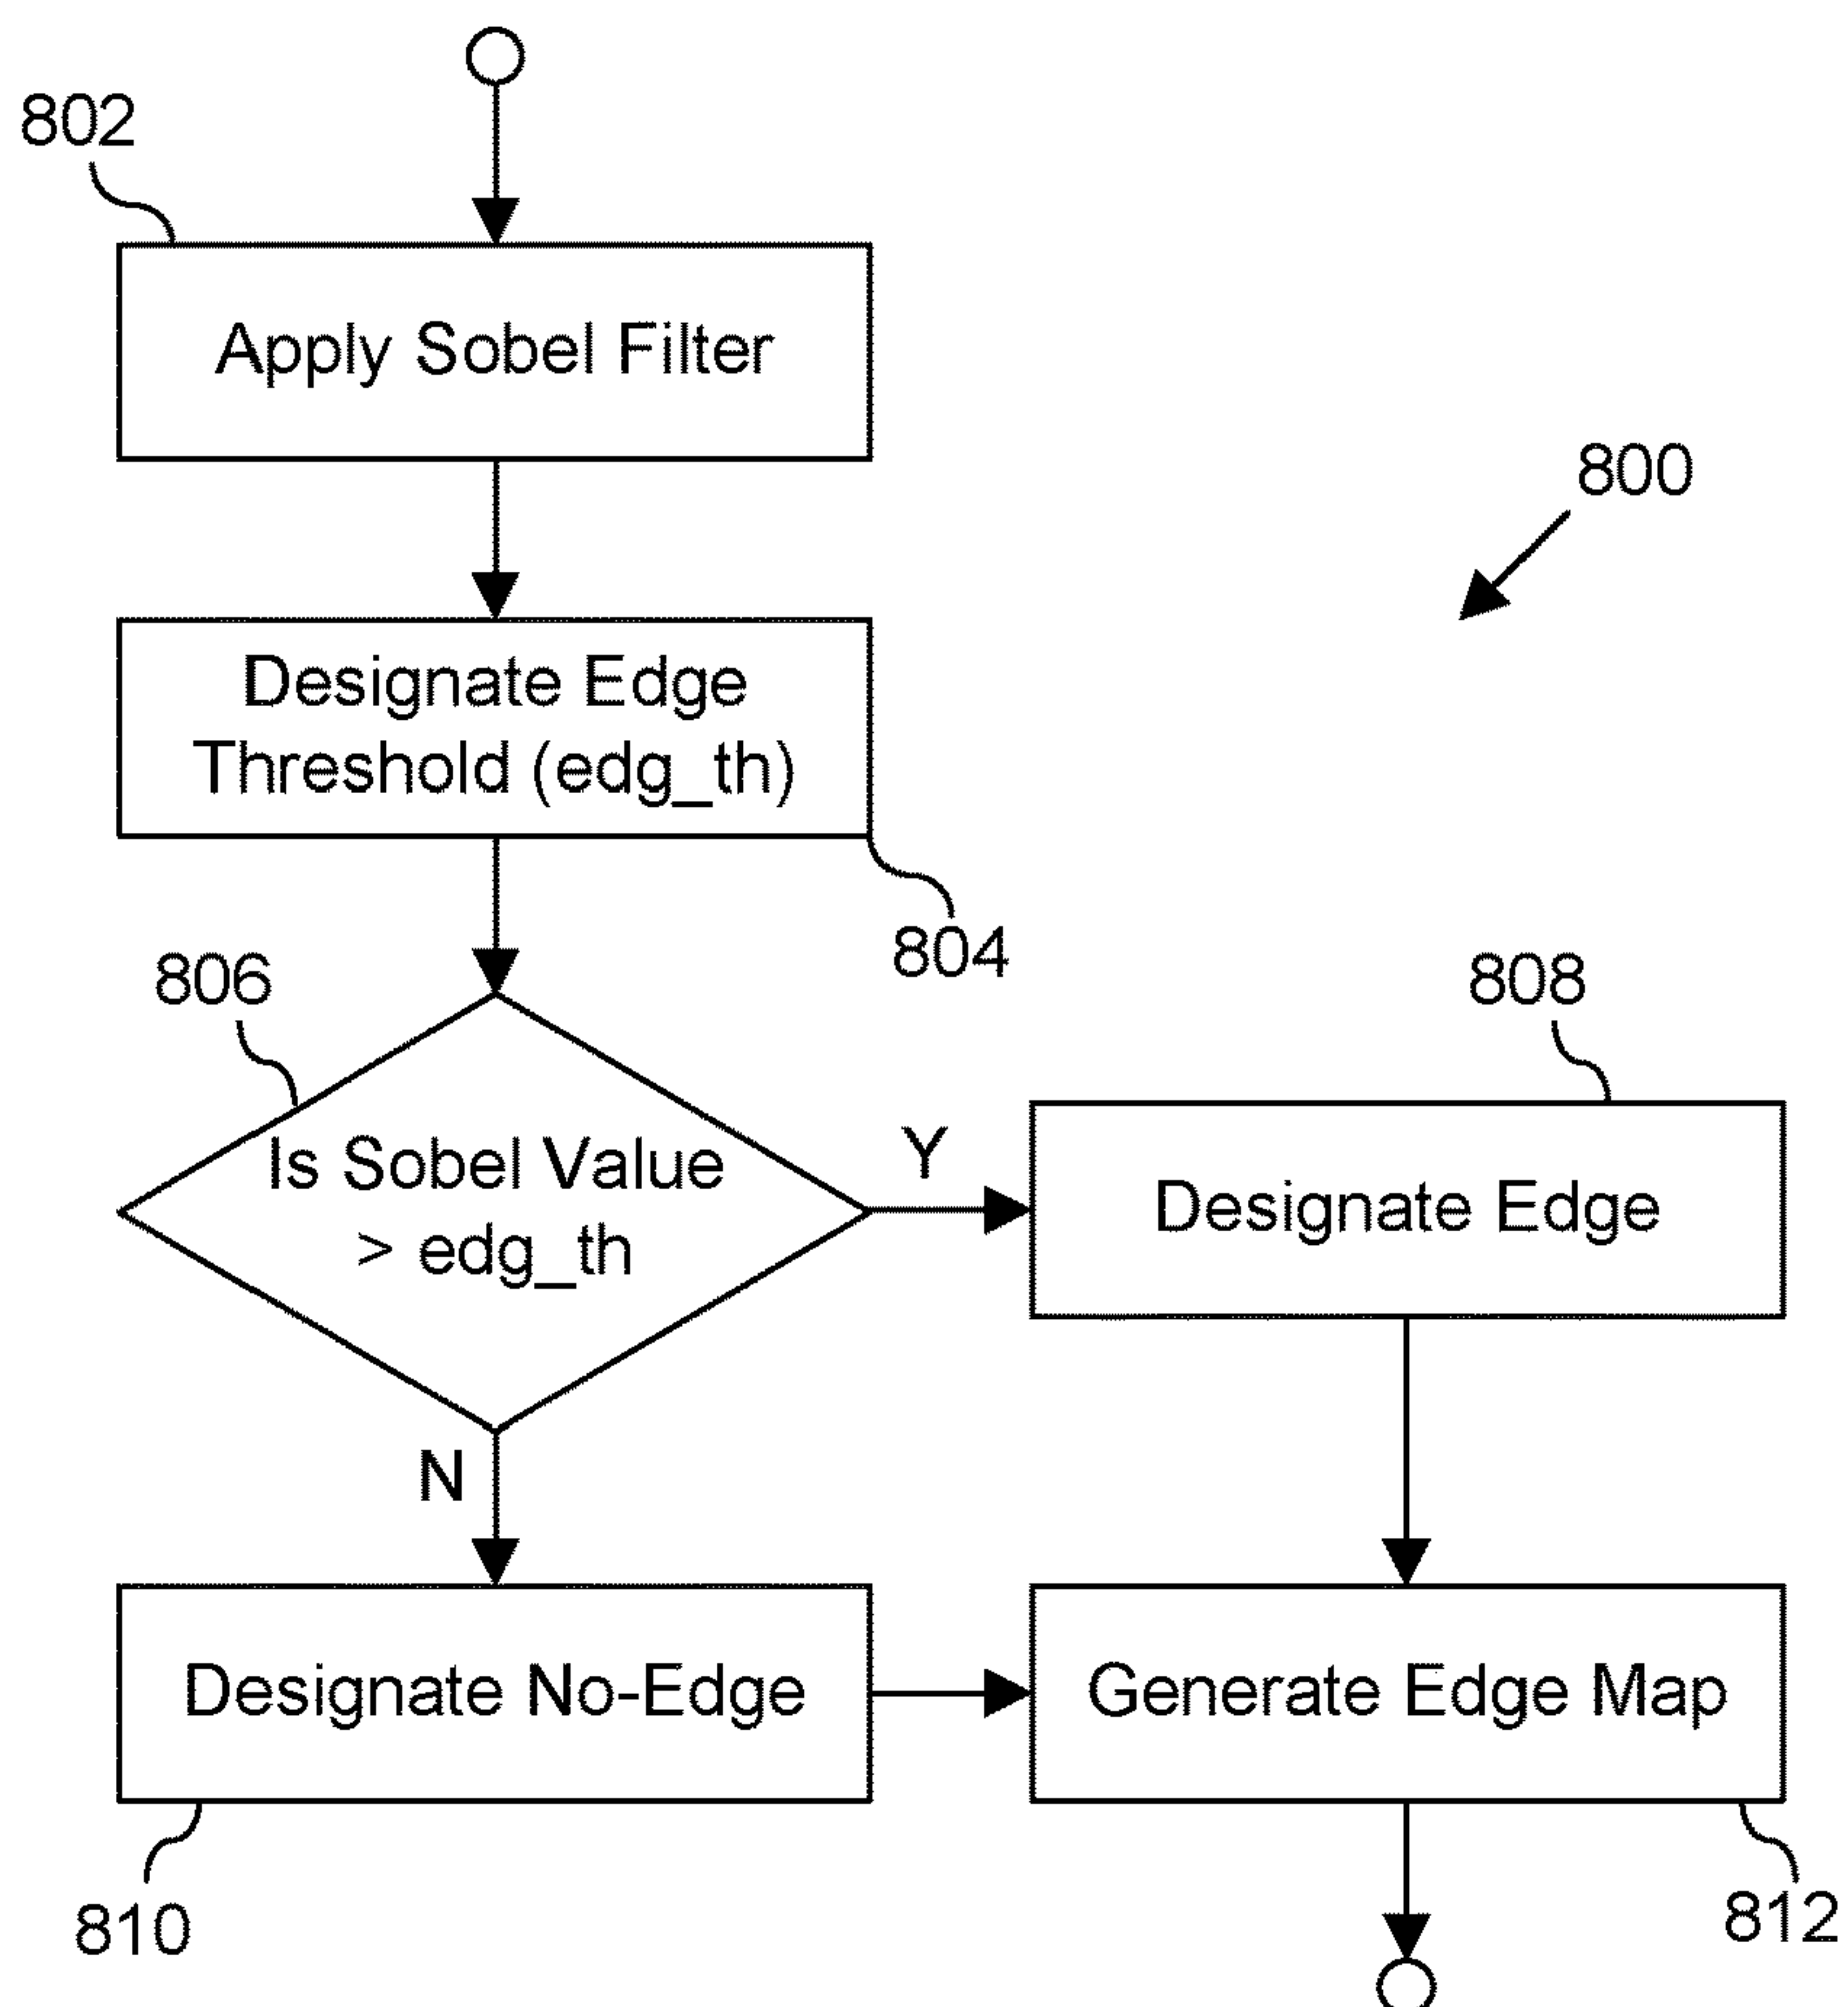 802
Apply Sobel Filter
800
Designate Edge
Threshold (edg_th)
804
806
808
Is Sobel Value
> edg_th
Y
Designate Edge
N
Designate No-Edge
Generate Edge Map
810
812